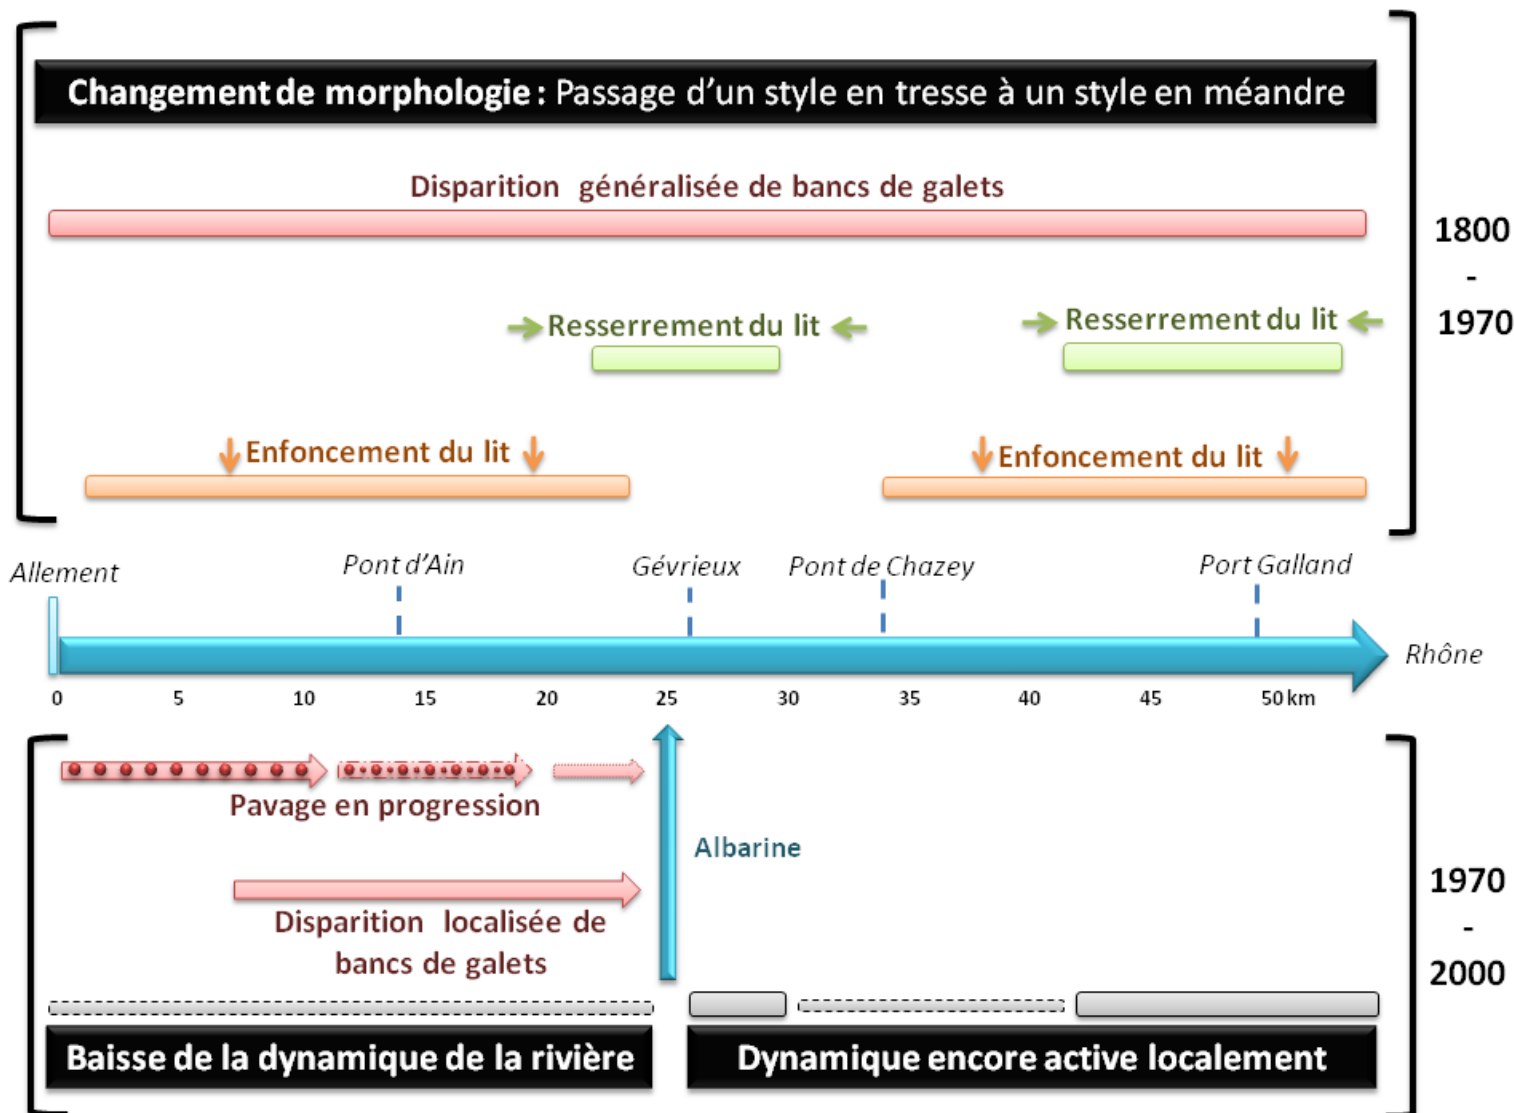 Changement de morphologie : Passage d'un style en tresse à un style en méandre
Disparition généralisée de bancs de galets
1800
-
1970
Resserrement du lit
Resserrement du lit
Enfoncement du lit
Enfoncement du lit
Allement
Pont d'Ain
Gévrieux
Pont de Chazey
Port Galland
Rhône
0 5 10 15 20 25 30 35 40 45 50 km
Pavage en progression
Albarine
Disparition localisée de
bancs de galets
1970
-
2000
Baisse de la dynamique de la rivière
Dynamique encore active localement